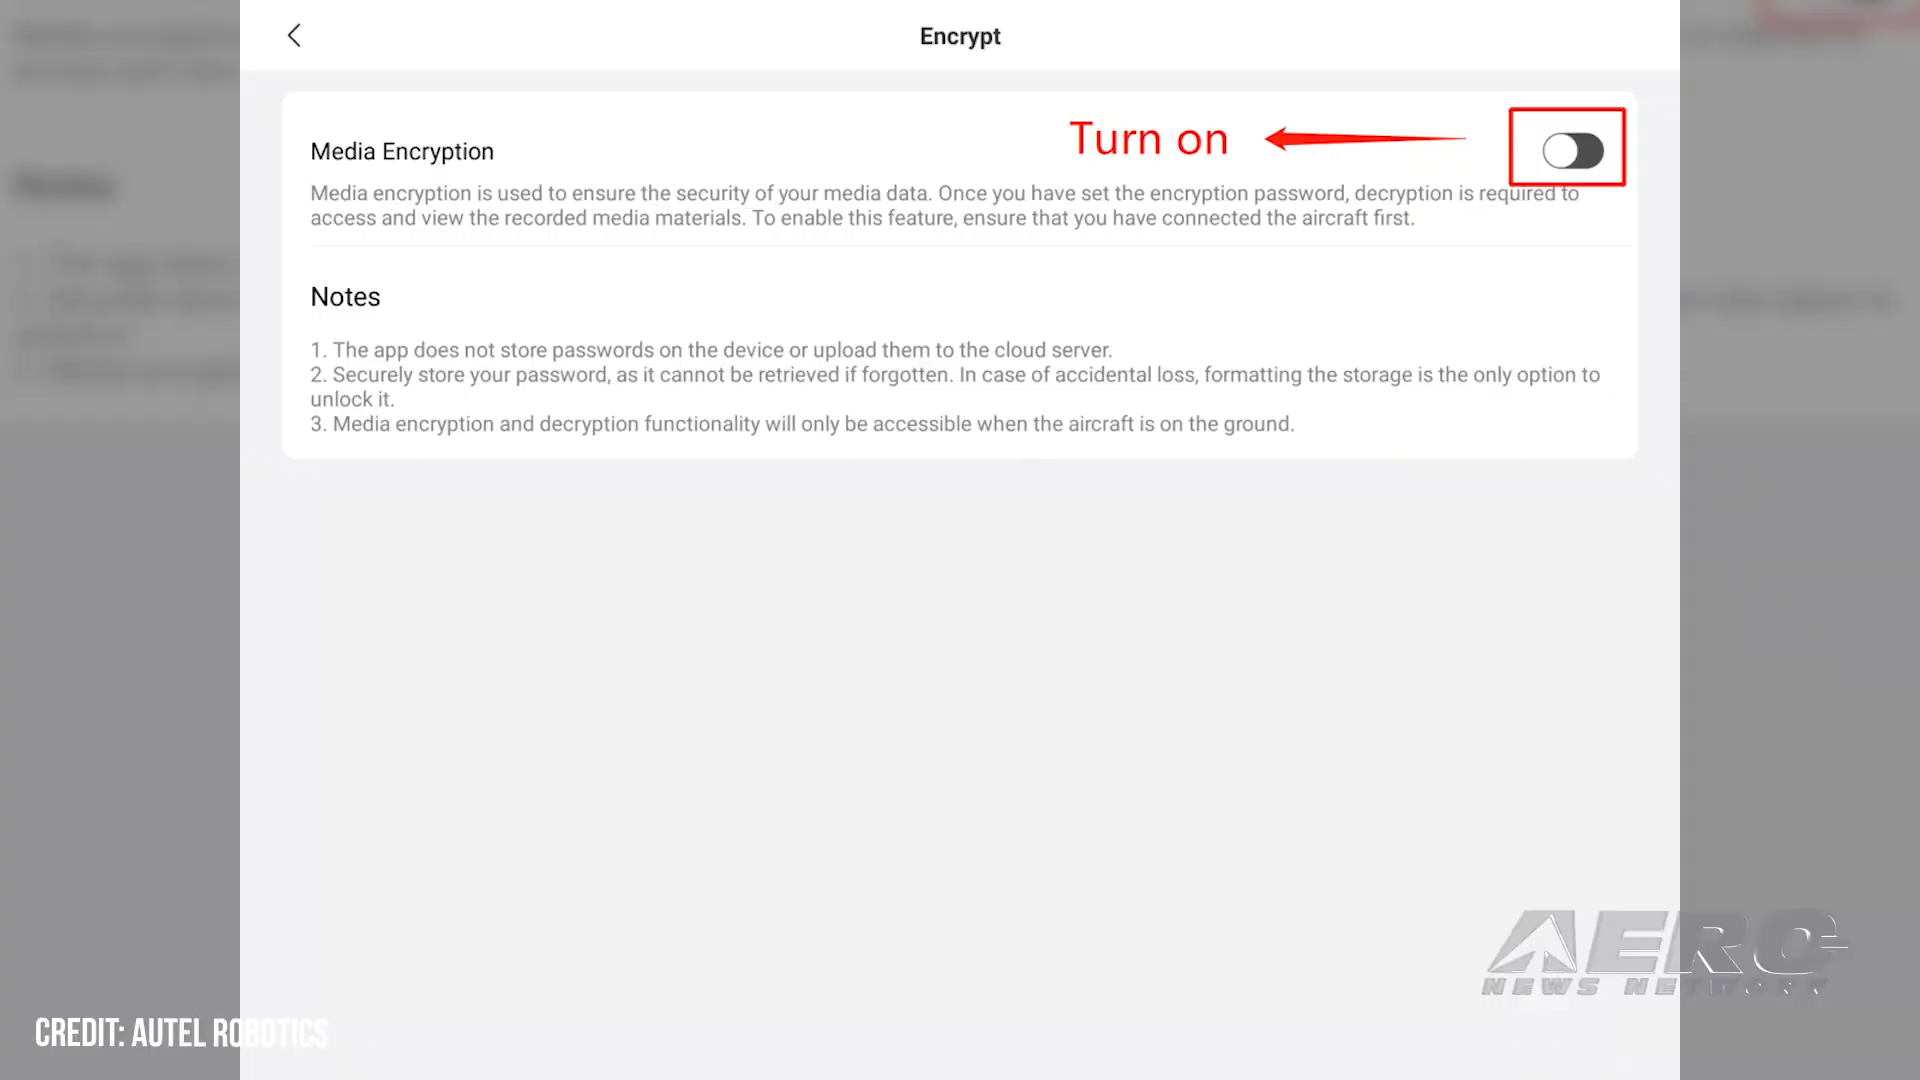 Encrypt
Turn on
Media Encryption
Media encryption is used to ensure the security of your media data. Once you have set the encryption password, decryption is required to
access and view the recorded media materials. To enable this feature, ensure that you have connected the aircraft first.
Notes
1. The app does not store passwords on the device or upload them to the cloud server.
2. Securely store your password, as it cannot be retrieved if forgotten. In case of accidental loss, formatting the storage is the only option to
unlock it.
3. Media encryption and decryption functionality will only be accessible when the aircraft is on the ground.
AERO
NEWS NETWORK
CREDIT: AUTEL ROBOTICS